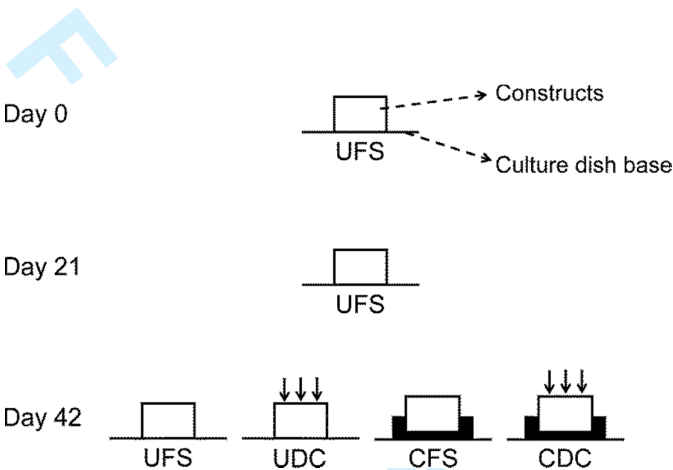 F
Day 0
Constructs
UFS
Culture dish base
Day 21
UFS
Day 42
UFS
UDC
CFS
CDC